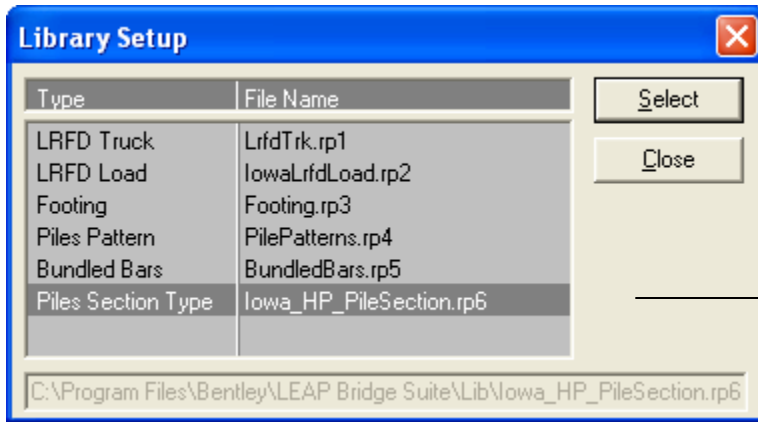 Library Setup
Type File Name
Select
LRFD Truck LrfdTrk.rp1
LRFD Load IowaLrfdLoad.rp2
Close
Footing Footing.rp3
Piles Pattern PilePatterns.rp4
Bundled Bars BundledBars.rp5
Piles Section Type Iowa_HP_PileSection.rp6
C:\Program Files\Bentley\LEAP Bridge Suite\Lib\Iowa_HP_PileSection.rp6